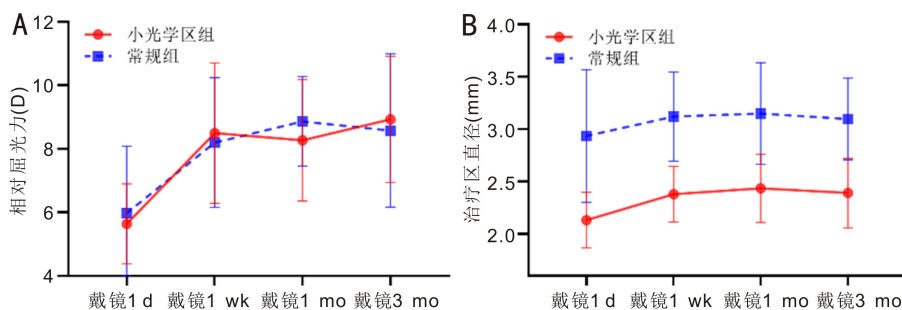 A
12
10
8
6
4
相对屈光力(D)
小光学区组
常规组
戴镜1 d
戴镜1 wk
戴镜1 mo
戴镜3 mo
B
4.0
3.5
3.0
2.5
2.0
治疗区直径(mm)
小光学区组
常规组
戴镜1 d
戴镜1 wk
戴镜1 mo
戴镜3 mo